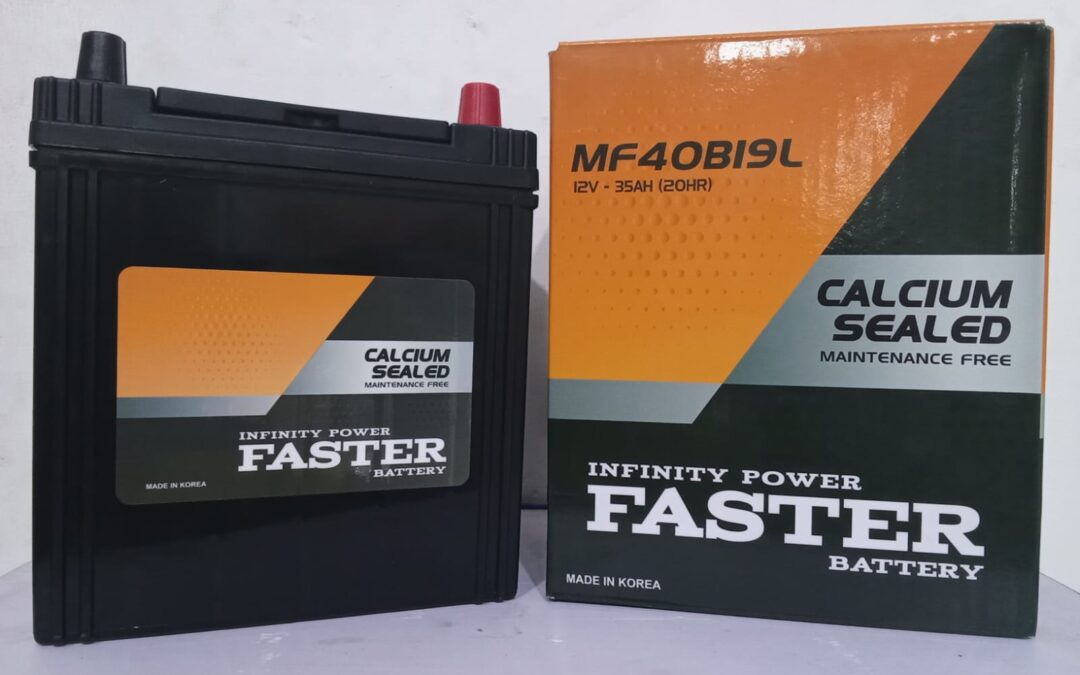 CALCIUM
SEALED
MAINTENANCE FREE
INFINITY POWER
FASTER
BATTERY
MADE IN KOREA
MF40B19L
12V - 35AH (20HR)
CALCIUM
SEALED
MAINTENANCE FREE
INFINITY POWER
FASTER
BATTERY
MADE IN KOREA